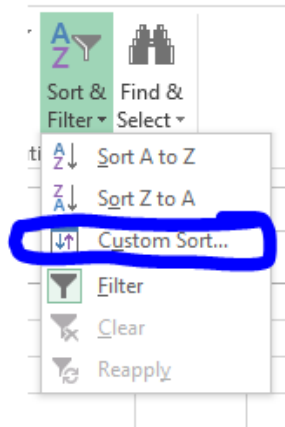 Sort & Find &
Filter Select
Sort A to Z
Sort Z to A
Custom Sort...
Filter
Clear
Reapply